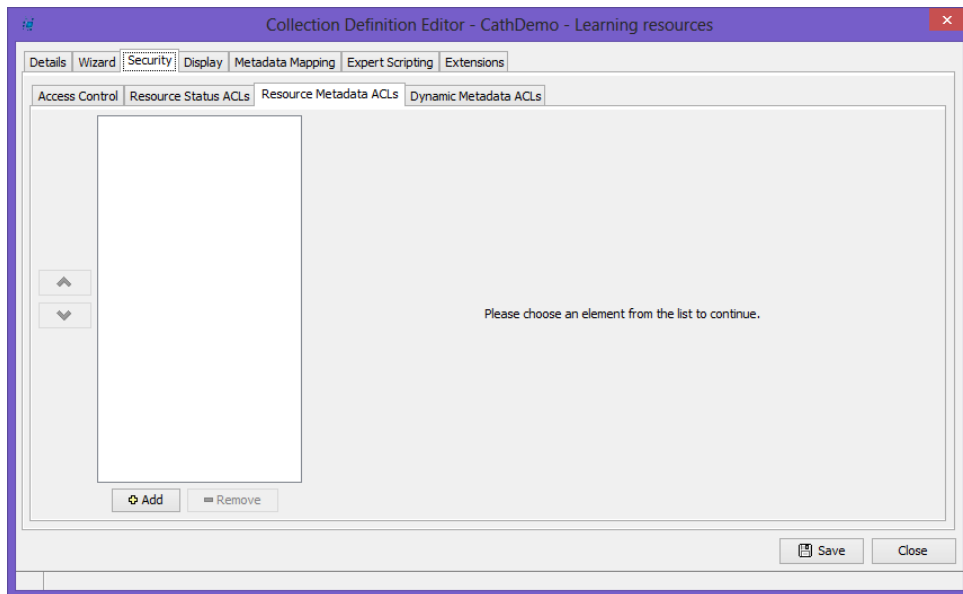 Collection Definition Editor - CathDemo - Learning resources
Details Wizard Security Display Metadata Mapping Expert Scripting Extensions
Access Control Resource Status ACLs Resource Metadata ACLs Dynamic Metadata ACLs
Please choose an element from the list to continue.
Add Remove
Save Close